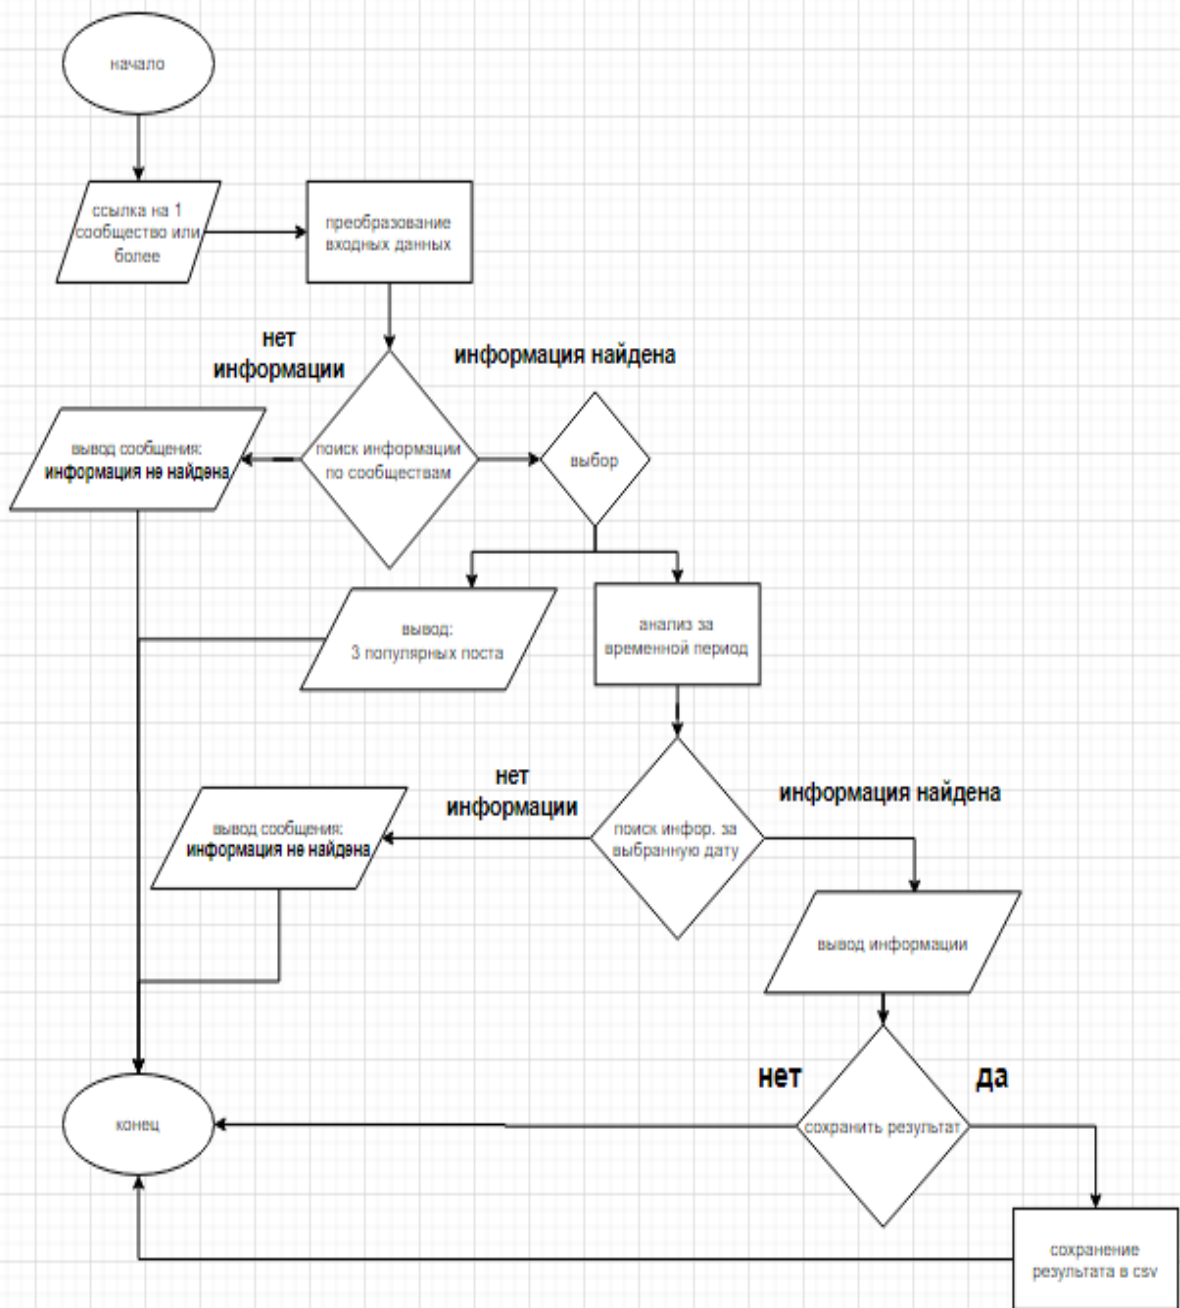 начало
ссылка на 1
сообщество или
более
преобразование
входных данных
нет
информации
информация найдена
вывод сообщения:
информация не найдена
поиск информации
по сообществам
выбор
вывод:
3 популярных поста
анализ за
временной период
нет
информации
информация найдена
вывод сообщения:
информация не найдена
поиск инфор. за
выбранную дату
вывод информации
нет
да
конец
сохранить результат
сохранение
результата в csv